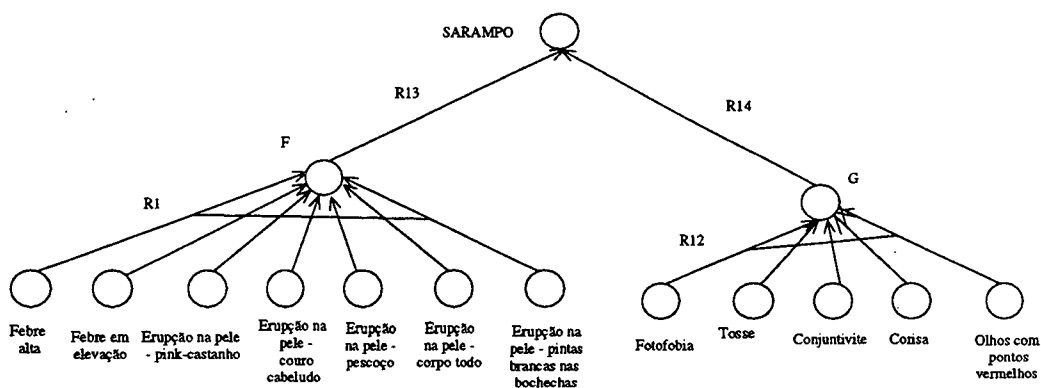 SARAMPO
R13
R14
F
G
R1
R12
Febre
alta
Febre em
elevação
Erupção na pele
- pink-castanho
Erupção na
pele -
couro
cabeludo
Erupção
na pele -
pescoço
Erupção
na pele -
corpo todo
Erupção na
pele - pintas
brancas nas
bochechas
Fotofobia
Tosse
Conjuntivite
Corisa
Olhos com
pontos
vermelhos